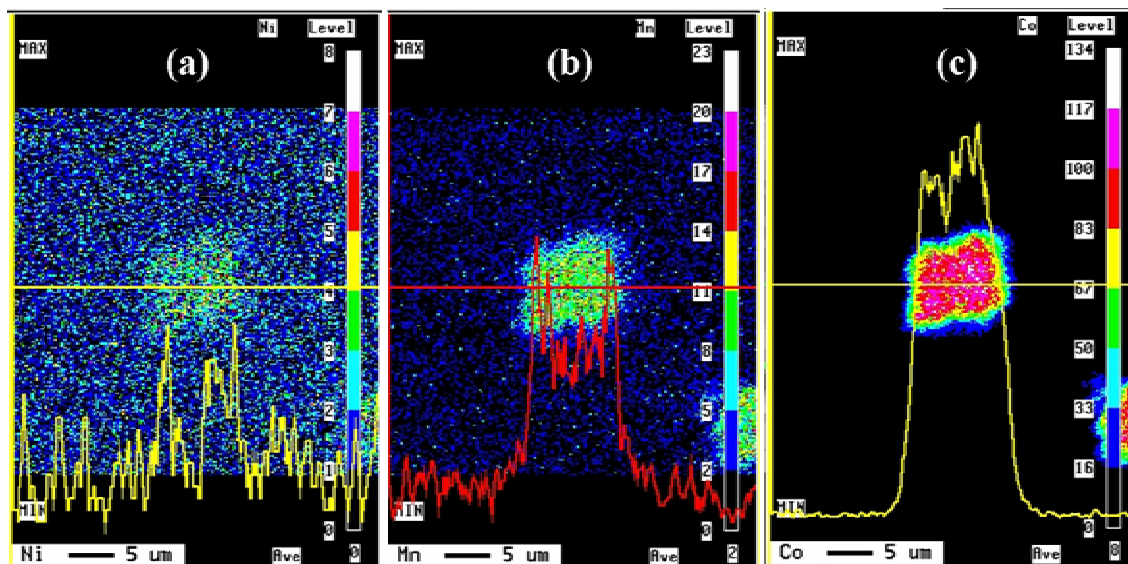 Ni Level
MAX
(a)
8
7
6
5
4
3
2
1
MIN
0
Ni 5 um Ave 0
Mn Level
MAX
(b)
23
20
17
14
11
8
5
2
MIN
0
Mn 5 um Ave 2
Co Level
MAX
(c)
134
117
100
83
67
50
33
16
MIN
0
Co 5 um Ave 8